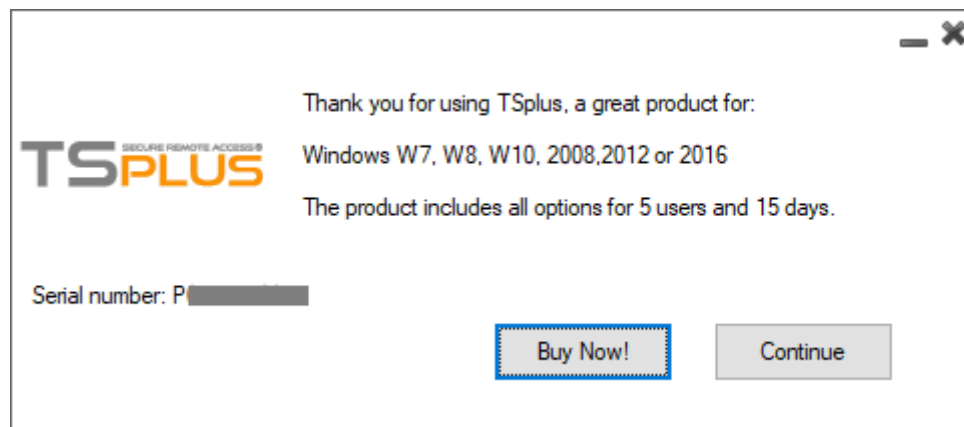 Thank you for using TSplus, a great product for:
SECURE REMOTE ACCESS®
TSPLUS
Windows W7, W8, W10, 2008,2012 or 2016
The product includes all options for 5 users and 15 days.
Serial number: P
Buy Now!
Continue